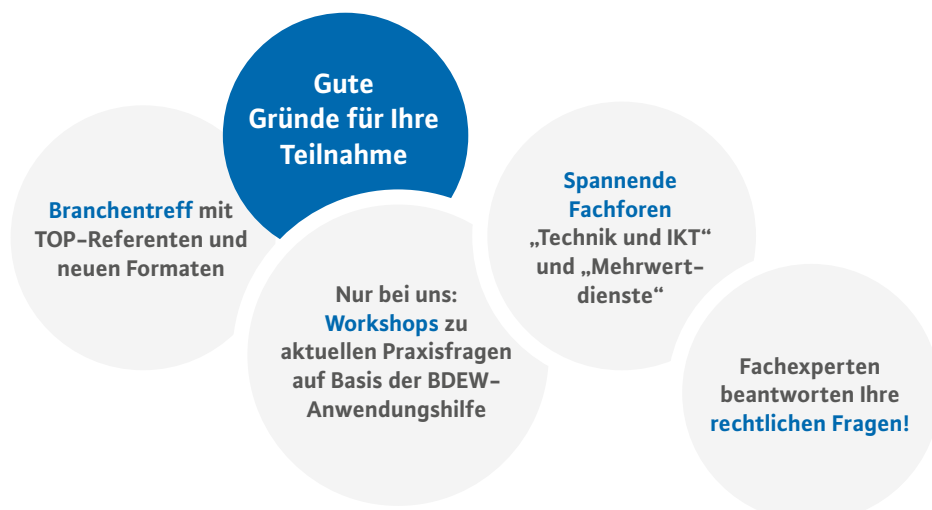 Gute
Gründe für Ihre
Teilnahme
Branchentreff mit
TOP-Referenten und
neuen Formaten
Nur bei uns:
Workshops zu
aktuellen Praxisfragen
auf Basis der BDEW-
Anwendungshilfe
Spannende
Fachforen
„Technik und IKT“
und „Mehrwert-
dienste“
Fachexperten
beantworten Ihre
rechtlichen Fragen!